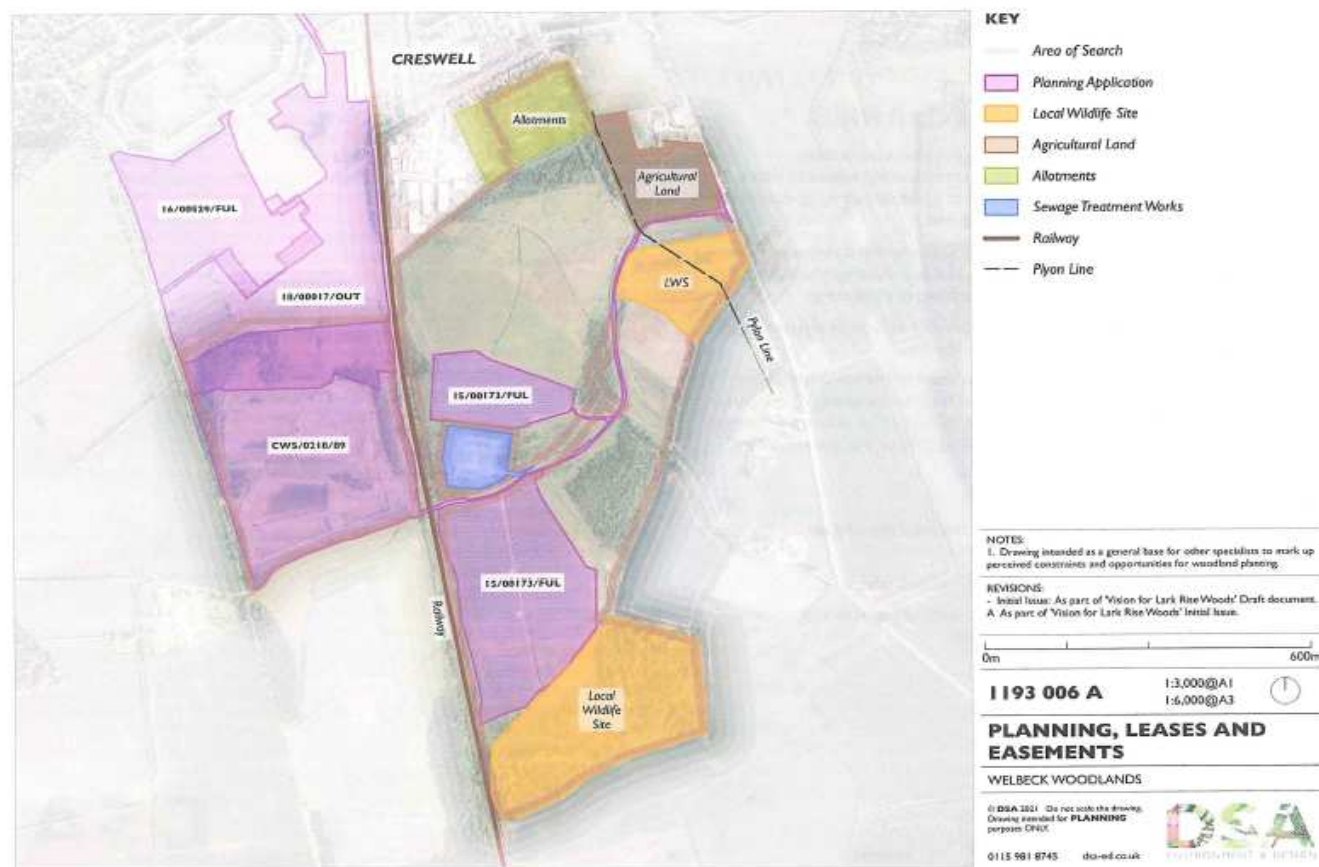 CRESWELL
Allotments
Agricultural
Land
16/00529/FUL
LWS
18/00017/OUT
Pylon Line
15/00173/FUL
CWS/0218/89
15/00173/FUL
Railway
Local
Wildlife
Site
KEY
Area of Search
Planning Application
Local Wildlife Site
Agricultural Land
Allotments
Sewage Treatment Works
Railway
Plyon Line
NOTES:
1. Drawing intended as a general base for other specialists to mark up
perceived constraints and opportunities for woodland planting.
REVISIONS:
- Initial Issue: As part of 'Vision for Lark Rise Woods' Draft document.
A As part of 'Vision for Lark Rise Woods' Initial Issue.
0m 600m
1193 006 A
1:3,000@A1
1:6,000@A3
PLANNING, LEASES AND
EASEMENTS
WELBECK WOODLANDS
© DSA 2021 Do not scale the drawing.
Drawing intended for PLANNING
purposes ONLY.
0115 981 8745 dsa-ed.co.uk
DSA
ENVIRONMENT & DESIGN